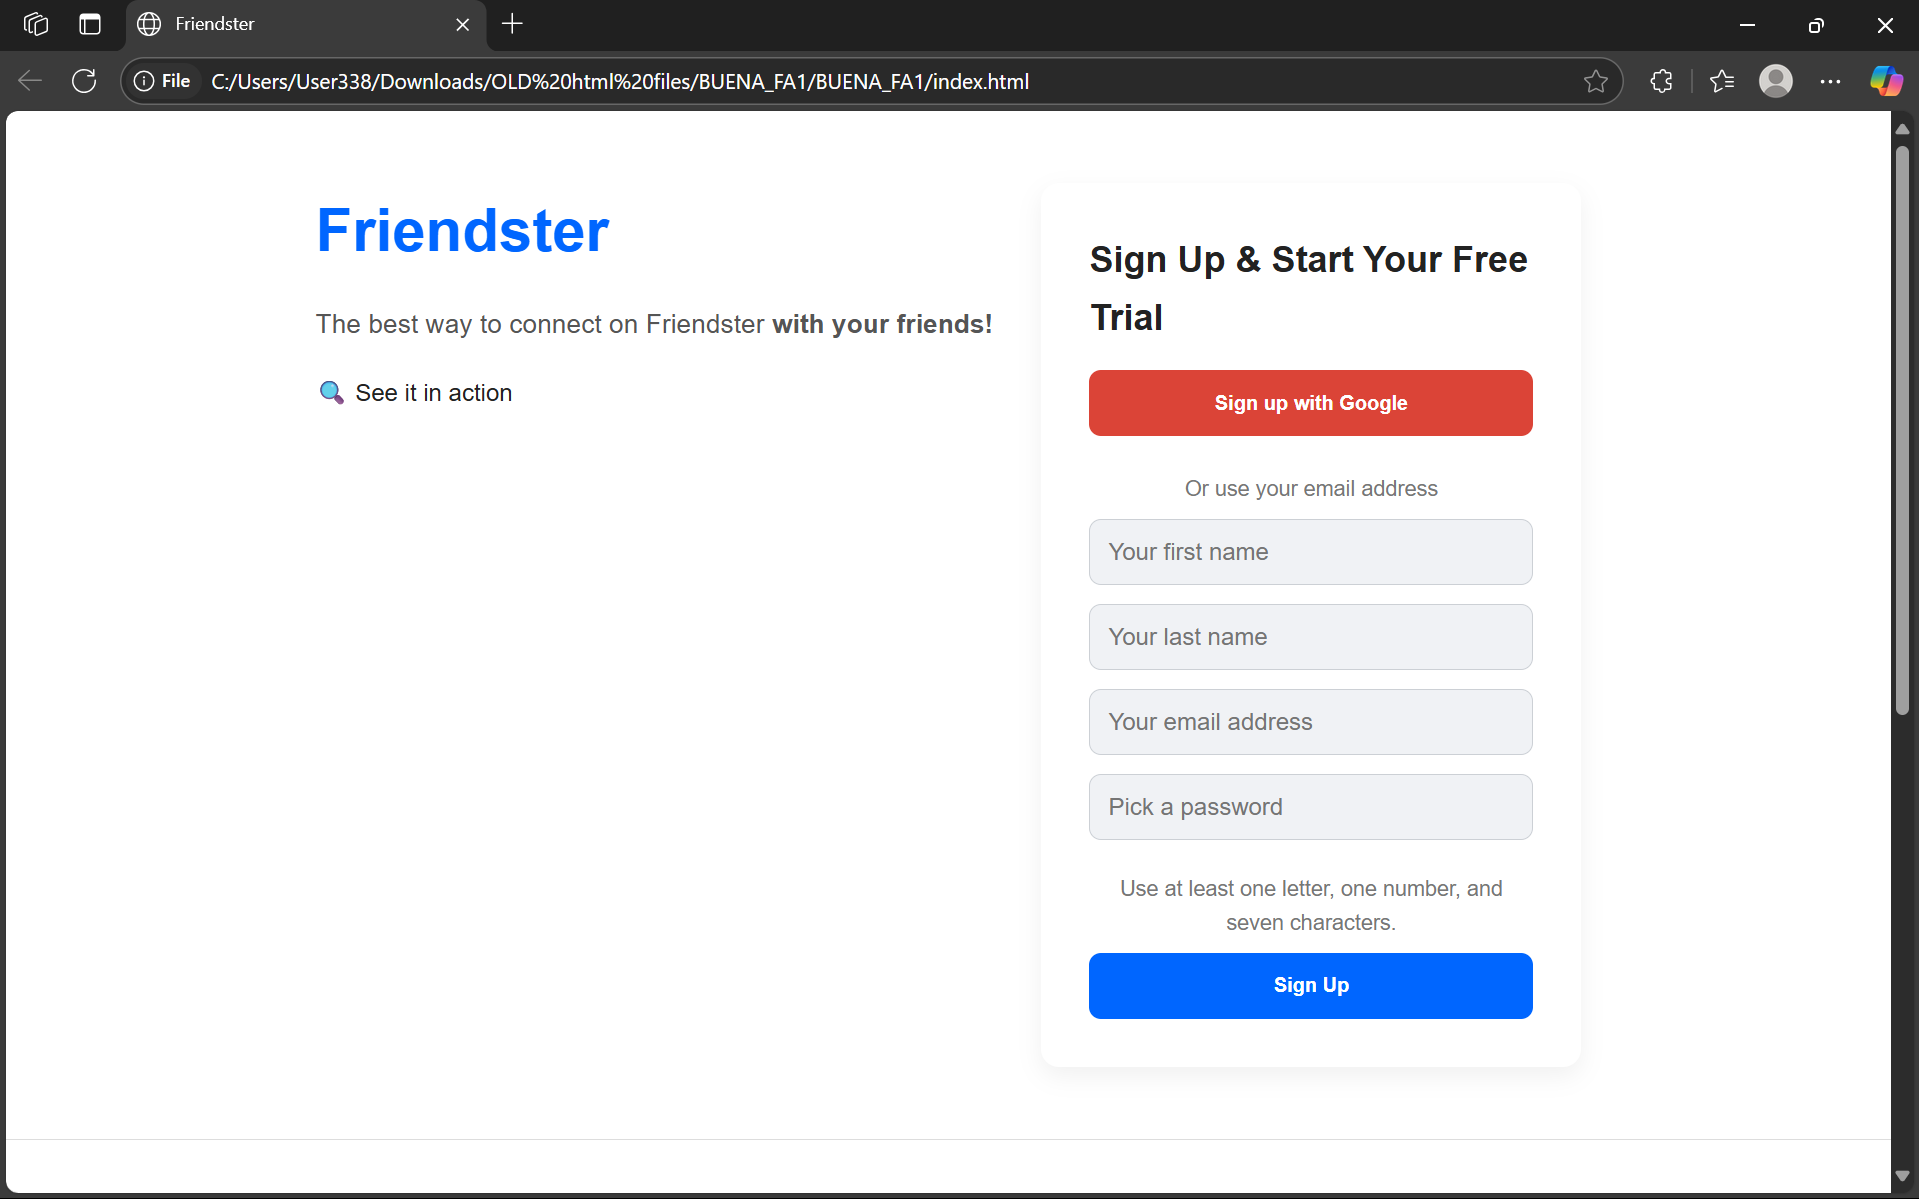 Friendster
File
C:/Users/User338/Downloads/OLD%20html%20files/BUENA_FA1/BUENA_FA1/index.html
Friendster
The best way to connect on Friendster with your friends!
🔍 See it in action
Sign Up & Start Your Free
Trial
Sign up with Google
Or use your email address
Your first name
Your last name
Your email address
Pick a password
Use at least one letter, one number, and
seven characters.
Sign Up